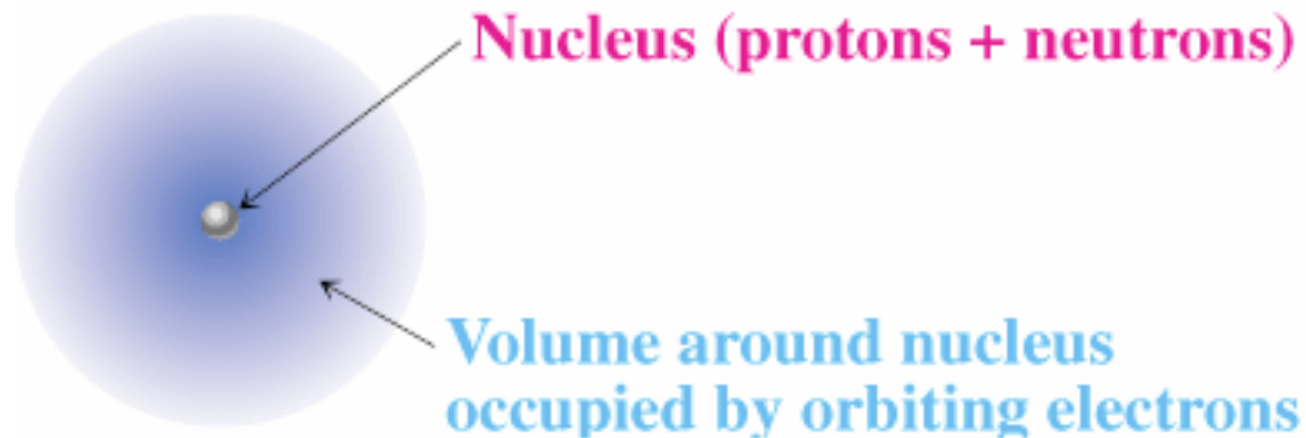 Nucleus (protons + neutrons)
Volume around nucleus
occupied by orbiting electrons